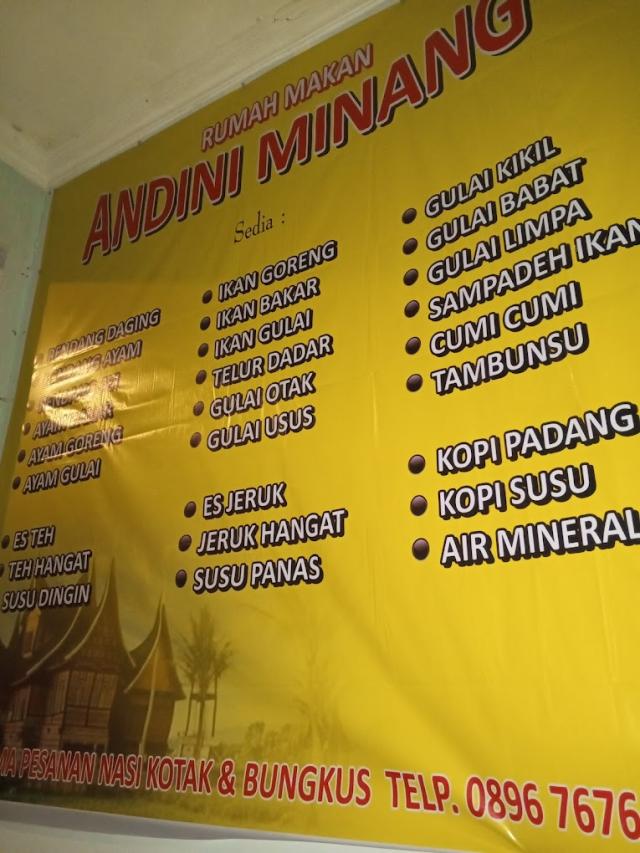 RUMAH MAKAN
ANDINI MINANG
Sedia :
RENDANG DAGING
RENDANG AYAM
AYAM GORENG
AYAM GULAI
IKAN GORENG
IKAN BAKAR
IKAN GULAI
TELUR DADAR
GULAI OTAK
GULAI USUS
GULAI KIKIL
GULAI BABAT
GULAI LIMPA
SAMPADEH IKAN
CUMI CUMI
TAMBUNSU
ES TEH
TEH HANGAT
SUSU DINGIN
ES JERUK
JERUK HANGAT
SUSU PANAS
KOPI PADANG
KOPI SUSU
AIR MINERAL
PESANAN NASI KOTAK & BUNGKUS TELP. 0896 7676